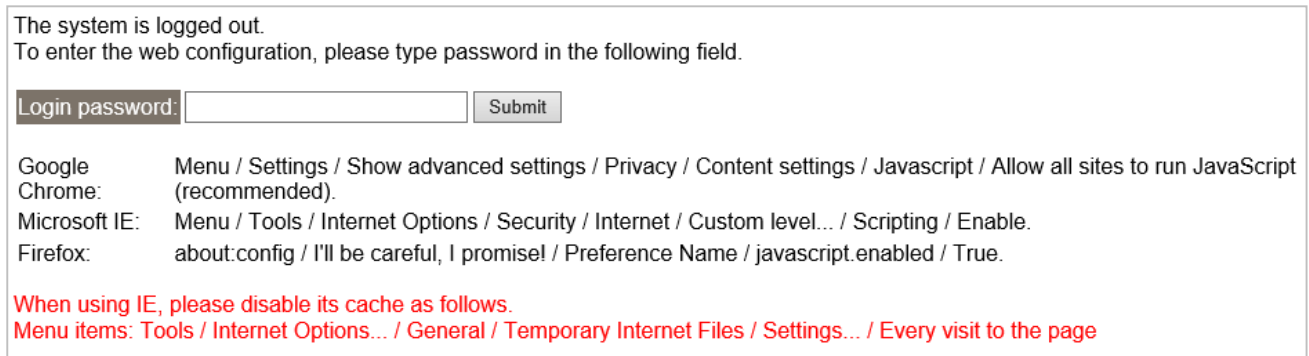 The system is logged out.
To enter the web configuration, please type password in the following field.
Login password: Submit
Google Chrome: Menu / Settings / Show advanced settings / Privacy / Content settings / Javascript / Allow all sites to run JavaScript (recommended).
Microsoft IE: Menu / Tools / Internet Options / Security / Internet / Custom level... / Scripting / Enable.
Firefox: about:config / I'll be careful, I promise! / Preference Name / javascript.enabled / True.
When using IE, please disable its cache as follows.
Menu items: Tools / Internet Options... / General / Temporary Internet Files / Settings... / Every visit to the page